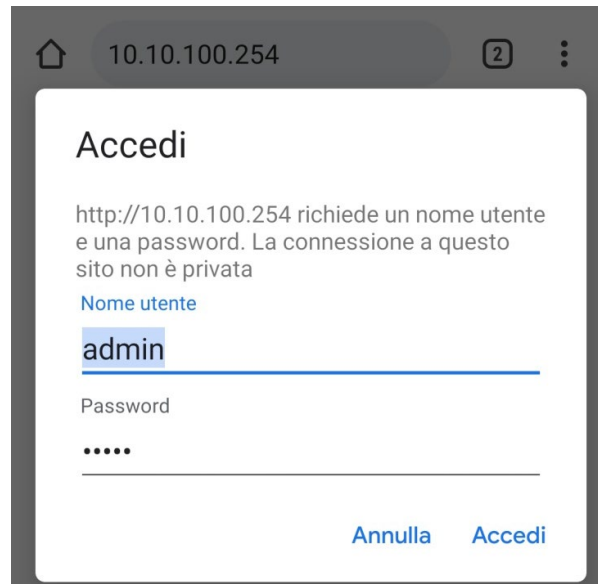 10.10.100.254
2
Accedi
http://10.10.100.254 richiede un nome utente
e una password. La connessione a questo
sito non è privata
Nome utente
admin
Password
•••••
Annulla Accedi